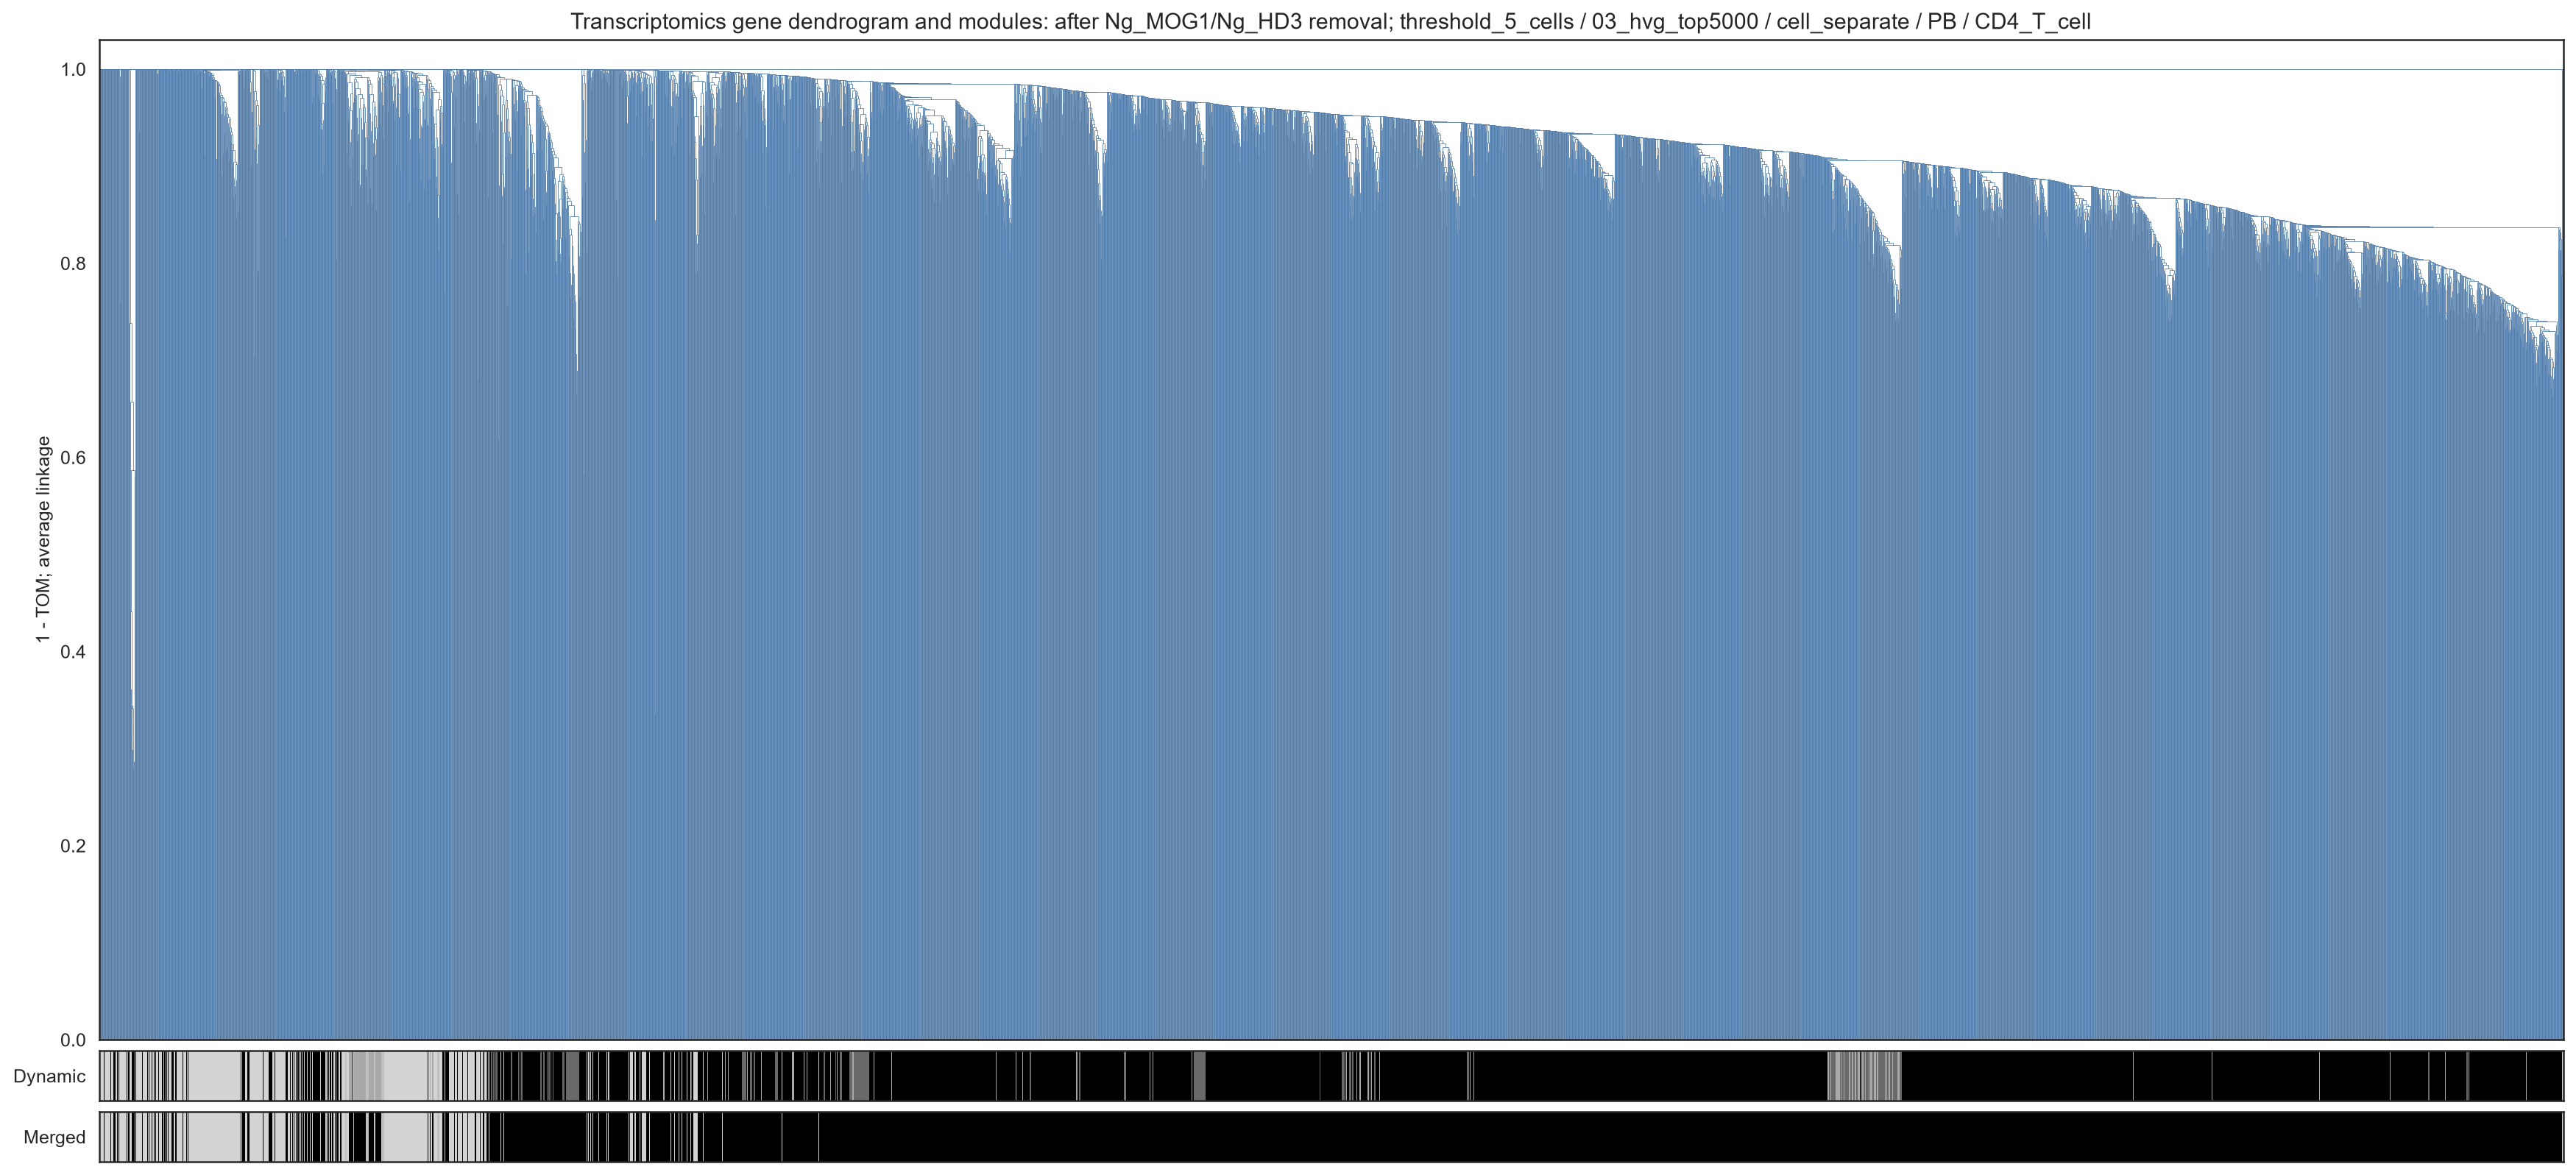 Transcriptomics gene dendrogram and modules: after Ng_MOG1/Ng_HD3 removal; threshold_5_cells / 03_hvg_top5000 / cell_separate / PB / CD4_T_cell
1.0
0.8
0.6
0.4
0.2
0.0
1 - TOM; average linkage
Dynamic
Merged